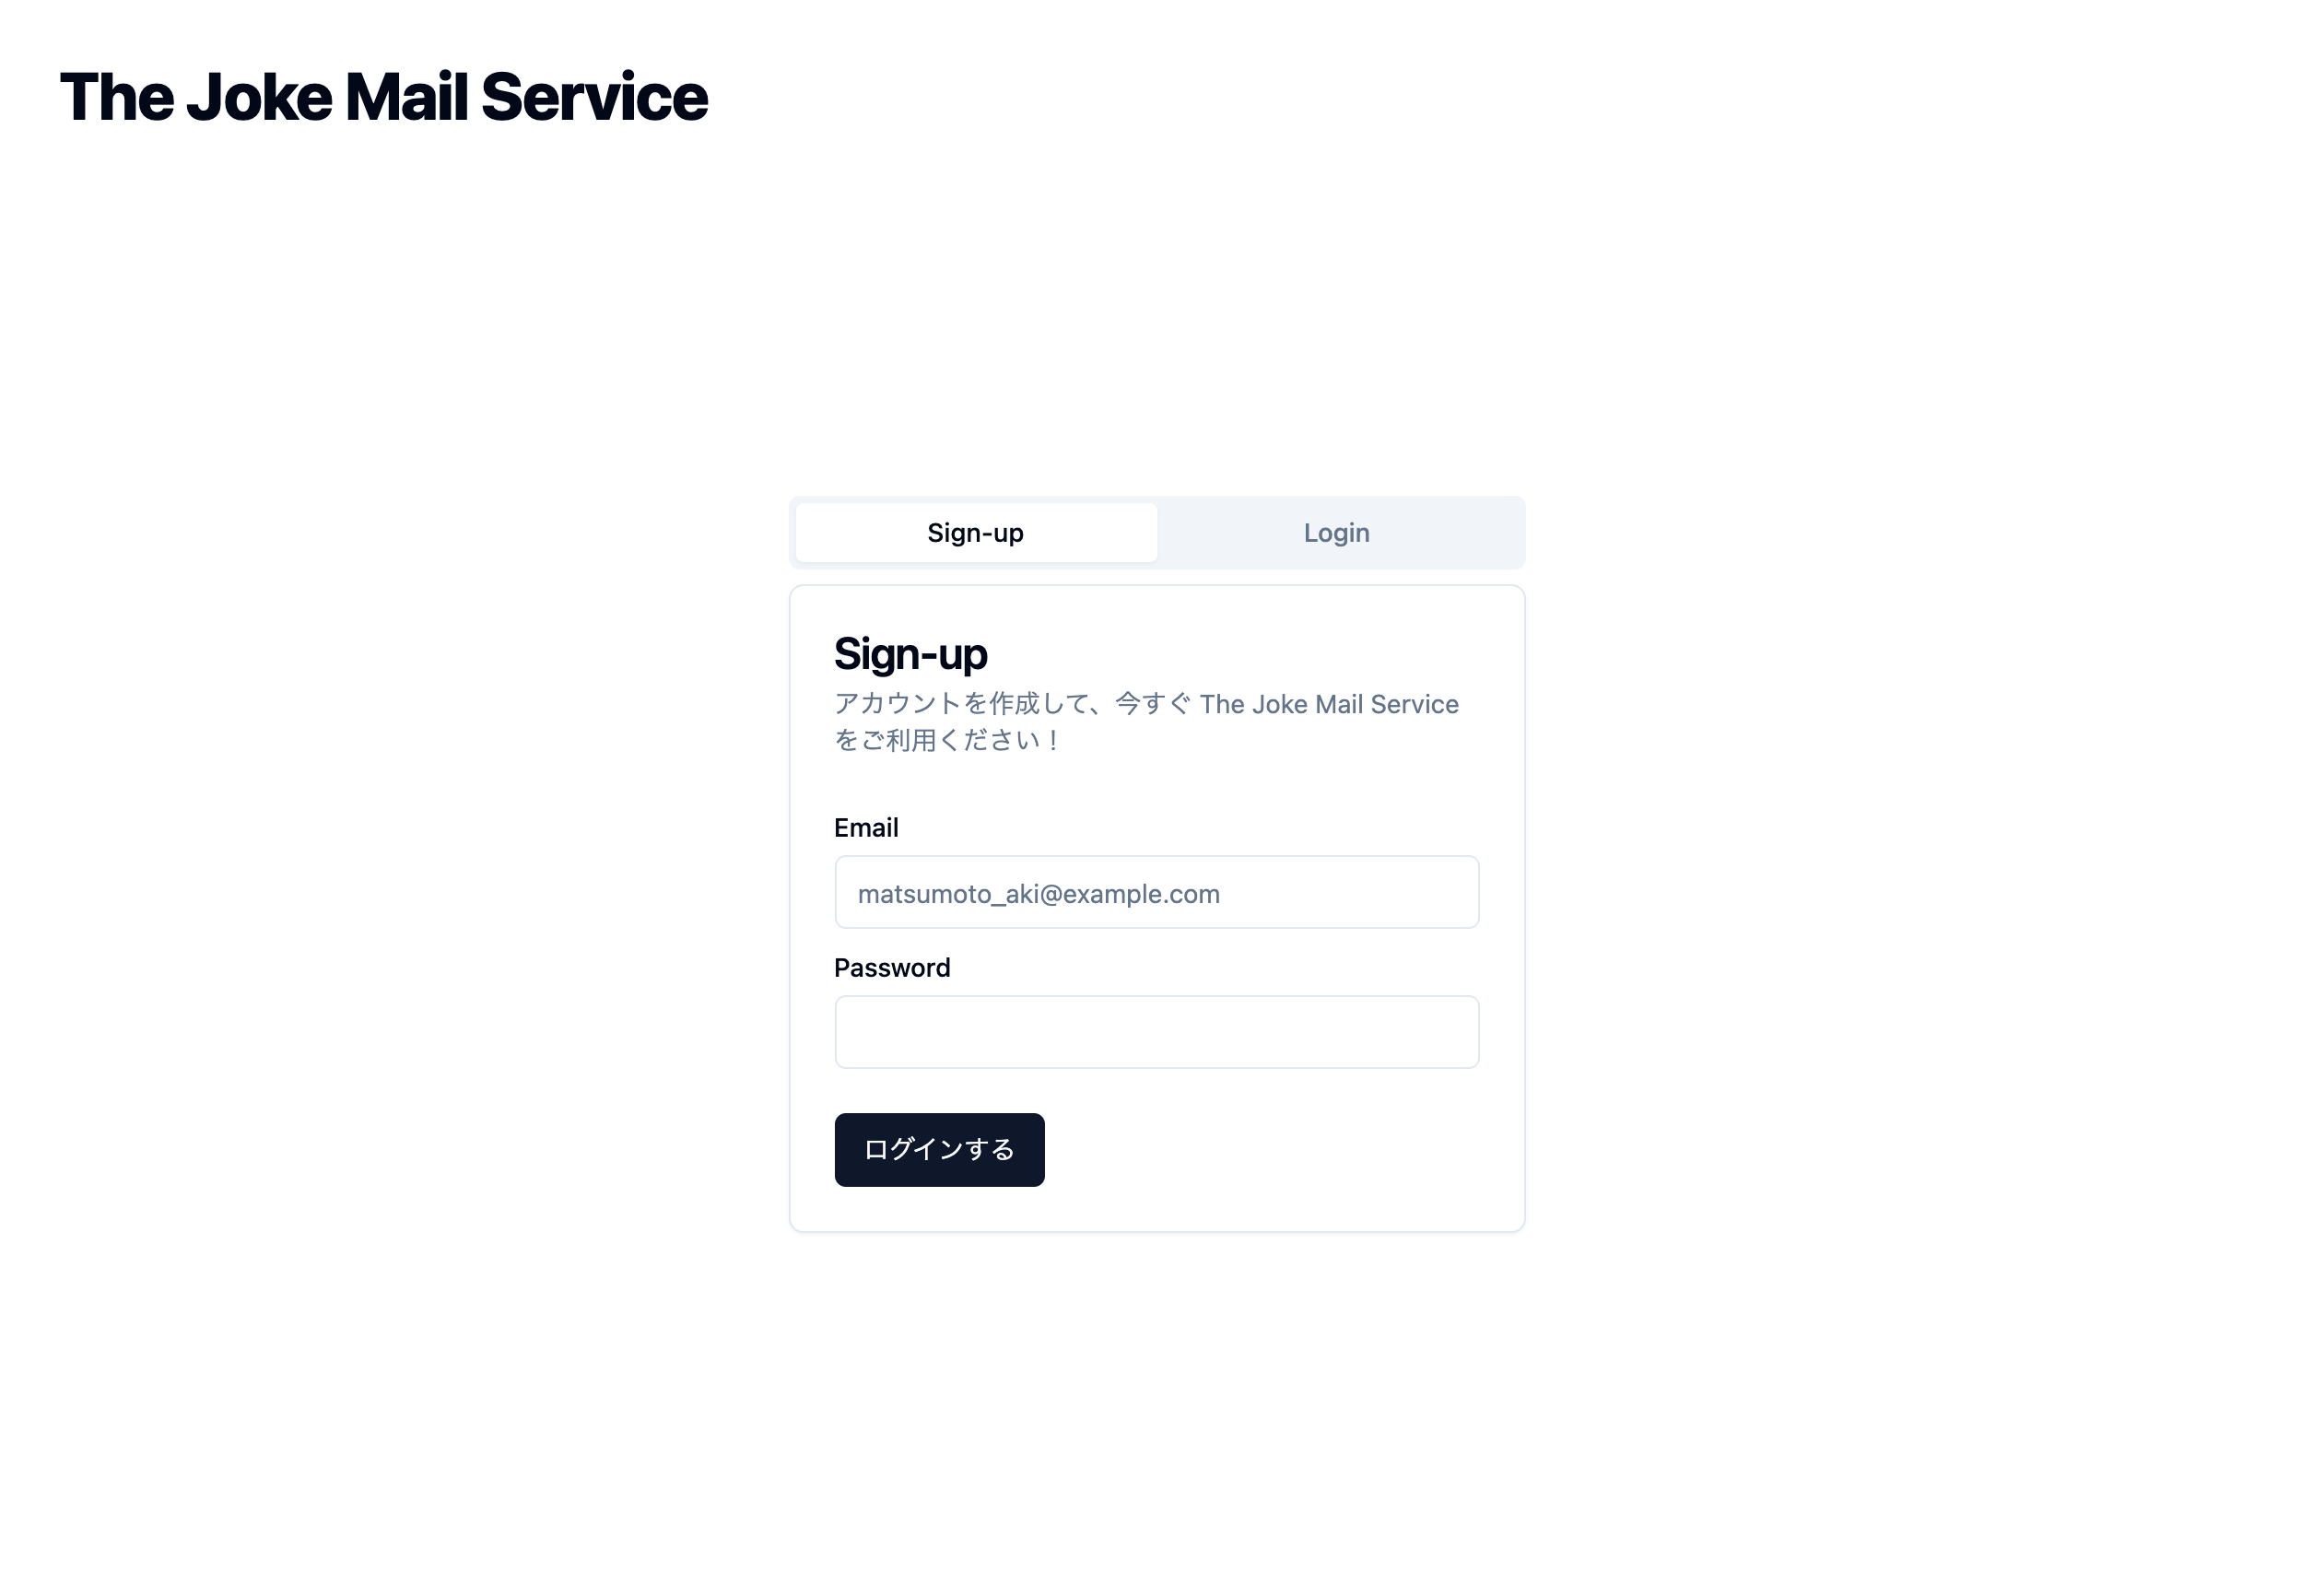 The Joke Mail Service
Sign-up
Login
Sign-up
アカウントを作成して、今すぐ The Joke Mail Service
をご利用ください！
Email
matsumoto_aki@example.com
Password
ログインする